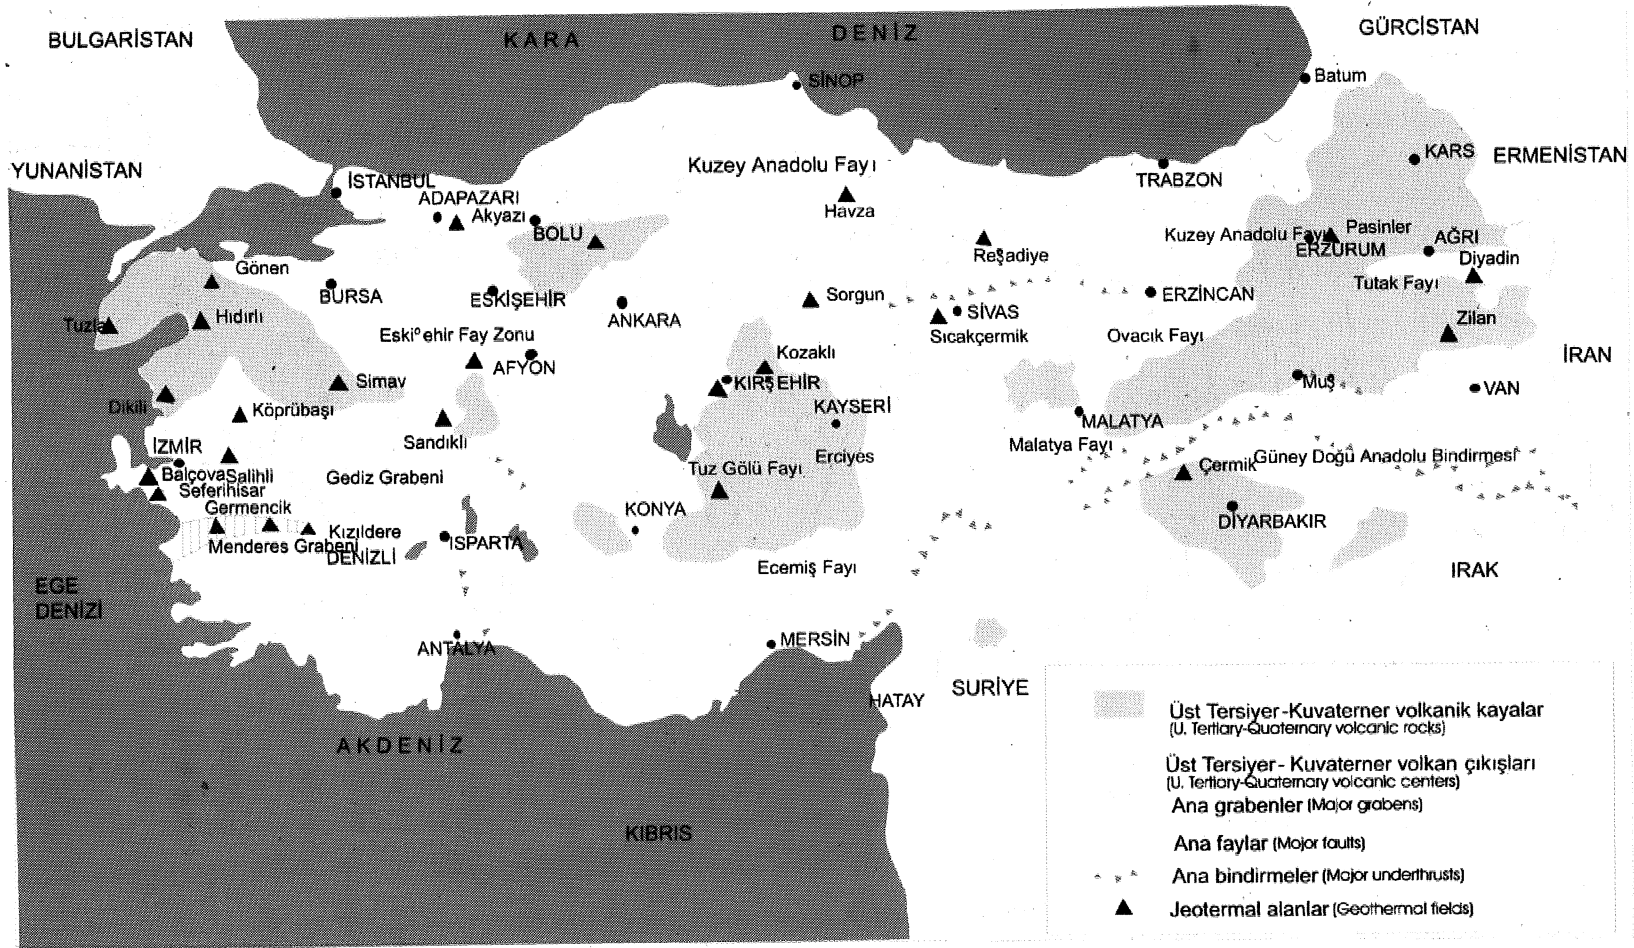 BULGARİSTAN
KARA
DENİZ
GÜRCİSTAN
SİNOP
Batum
YUNANİSTAN
İSTANBUL
Kuzey Anadolu Fayı
KARS
ERMENİSTAN
TRABZON
ADAPAZARI
Akyazı
Havza
BOLU
Kuzey Anadolu Fayı
Pasinler
ERZURUM
AĞRI
Reşadiye
Diyadin
Gönen
BURSA
ESKİŞEHİR
Sorgun
ERZİNCAN
Tutak Fayı
Tuzla
Hıdırlı
ANKARA
SİVAS
Zilan
Eskiºehir Fay Zonu
Sıcakçermik
Ovacık Fayı
İRAN
AFYON
Kozaklı
Simav
KIRŞEHİR
Muş
VAN
Dikili
Köprübaşı
KAYSERİ
MALATYA
Sandıklı
Malatya Fayı
İZMİR
Erciyes
Güney Doğu Anadolu Bindirmesi
Balçova
Salihli
Gediz Grabeni
Tuz Gölü Fayı
Çermik
Seferihisar
Germencik
KONYA
DİYARBAKIR
Kızıldere
Menderes Grabeni
DENİZLİ
ISPARTA
Ecemiş Fayı
IRAK
EGE
DENİZİ
ANTALYA
MERSİN
HATAY
SURİYE
AKDENİZ
KIBRIS
Üst Tersiyer-Kuvaterner volkanik kayalar
(U. Tertiary-Quaternary volcanic rocks)
Üst Tersiyer- Kuvaterner volkan çıkışları
(U. Tertiary-Quaternary volcanic centers)
Ana grabenler (Major grabens)
Ana faylar (Major faults)
Ana bindirmeler (Major underthrusts)
Jeotermal alanlar (Geothermal fields)